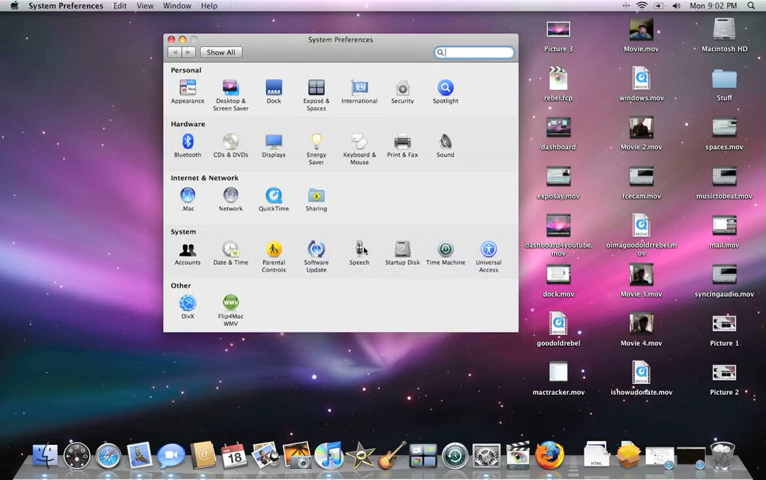 System Preferences Edit View Window Help
Mon 9:02 PM
System Preferences
Show All
Personal
Appearance
Desktop &
Screen Saver
Dock
Exposé &
Spaces
International
Security
Spotlight
Hardware
Bluetooth
CDs & DVDs
Displays
Energy
Saver
Keyboard &
Mouse
Print & Fax
Sound
Internet & Network
.Mac
Network
QuickTime
Sharing
System
Accounts
Date & Time
Parental
Controls
Software
Update
Speech
Startup Disk
Time Machine
Universal
Access
Other
DivX
Flip4Mac
WMV
WMV
Picture 3
Movie.mov
Macintosh HD
rebel.fcp
windows.mov
Stuff
dashboard
Movie 2.mov
spaces.mov
exposay.mov
fcecam.mov
musictobeat.mov
dashboard4youtube.
mov
oimagoodoldrrebel.m
ov
mail.mov
dock.mov
Movie 3.mov
syncingaudio.mov
goodoldrebel
Movie 4.mov
Picture 1
mactracker.mov
ishowudonate.mov
Picture 2
18
HTML